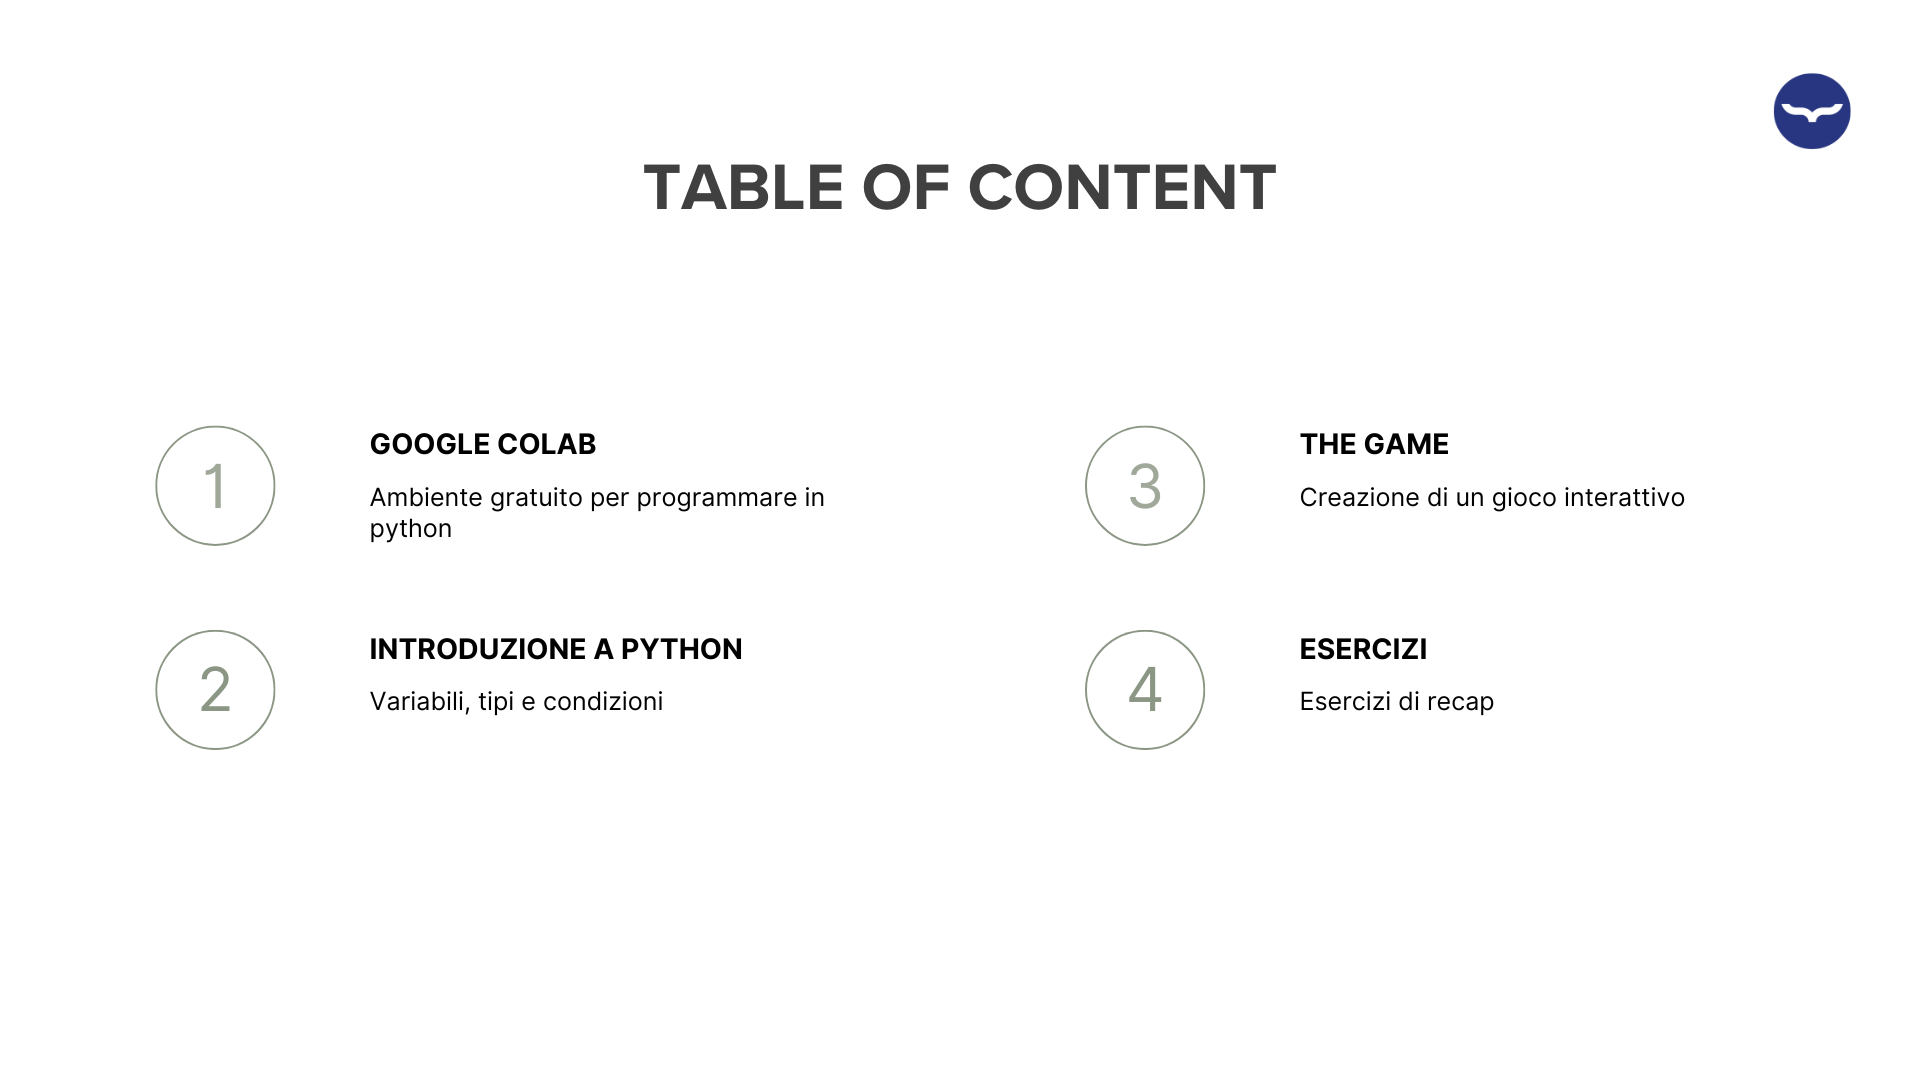 TABLE OF CONTENT
1
GOOGLE COLAB
Ambiente gratuito per programmare in
python
2
INTRODUZIONE A PYTHON
Variabili, tipi e condizioni
3
THE GAME
Creazione di un gioco interattivo
4
ESERCIZI
Esercizi di recap